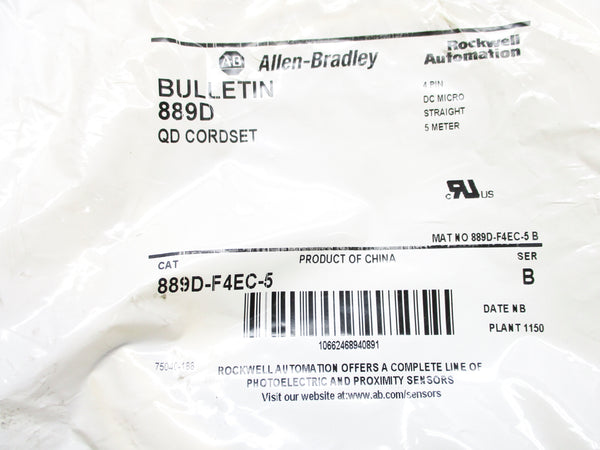 AB Allen-Bradley
Rockwell
Automation
BULLETIN
889D
QD CORDSET
4 PIN
DC MICRO
STRAIGHT
5 METER
c RU US
MAT NO 889D-F4EC-5 B
CAT
PRODUCT OF CHINA
SER
889D-F4EC-5
B
DATE NB
PLANT 1150
10662468940891
ROCKWELL AUTOMATION OFFERS A COMPLETE LINE OF
PHOTOELECTRIC AND PROXIMITY SENSORS
Visit our website at:www.ab.com/sensors